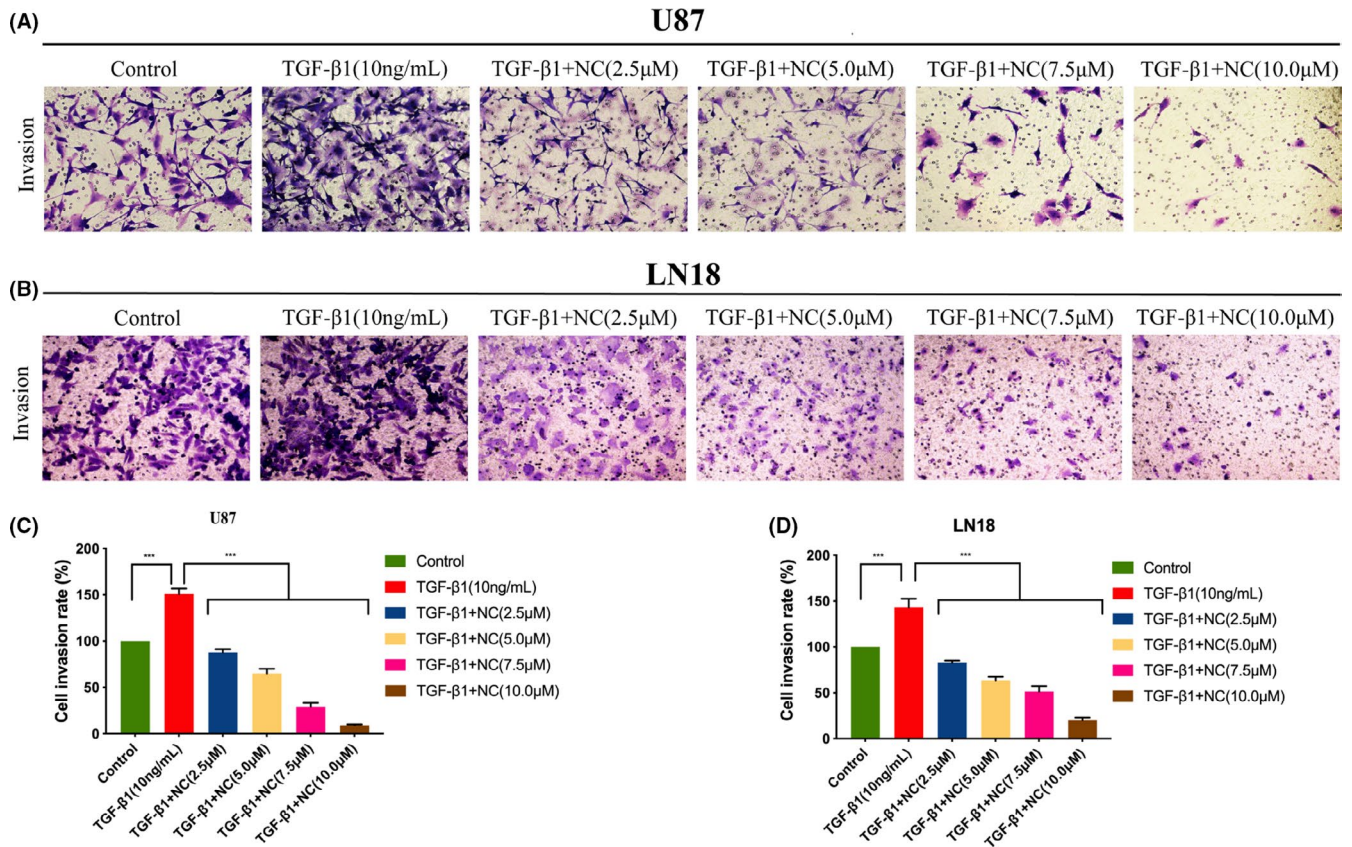 (A)
U87
Control TGF-β1(10ng/mL) TGF-β1+NC(2.5µM) TGF-β1+NC(5.0µM) TGF-β1+NC(7.5µM) TGF-β1+NC(10.0µM)
Invasion
(B)
LN18
Control TGF-β1(10ng/mL) TGF-β1+NC(2.5µM) TGF-β1+NC(5.0µM) TGF-β1+NC(7.5µM) TGF-β1+NC(10.0µM)
Invasion
(C)
U87
Cell invasion rate (%)
200
150
100
50
0
***
***
Control
TGF-β1(10ng/mL)
TGF-β1+NC(2.5µM)
TGF-β1+NC(5.0µM)
TGF-β1+NC(7.5µM)
TGF-β1+NC(10.0µM)
Control
TGF-β1(10ng/mL)
TGF-β1+NC(2.5µM)
TGF-β1+NC(5.0µM)
TGF-β1+NC(7.5µM)
TGF-β1+NC(10.0µM)
(D)
LN18
Cell invasion rate (%)
200
150
100
50
0
***
***
Control
TGF-β1(10ng/mL)
TGF-β1+NC(2.5µM)
TGF-β1+NC(5.0µM)
TGF-β1+NC(7.5µM)
TGF-β1+NC(10.0µM)
Control
TGF-β1(10ng/mL)
TGF-β1+NC(2.5µM)
TGF-β1+NC(5.0µM)
TGF-β1+NC(7.5µM)
TGF-β1+NC(10.0µM)